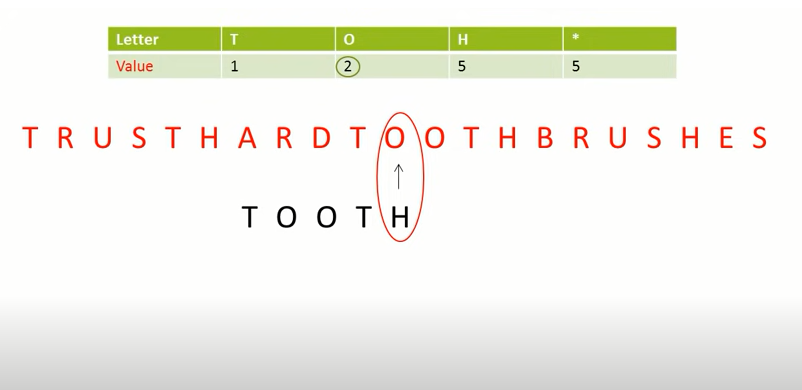 Letter T O H *
Value 1 2 5 5
T R U S T H A R D T O O T H B R U S H E S
T O O T H